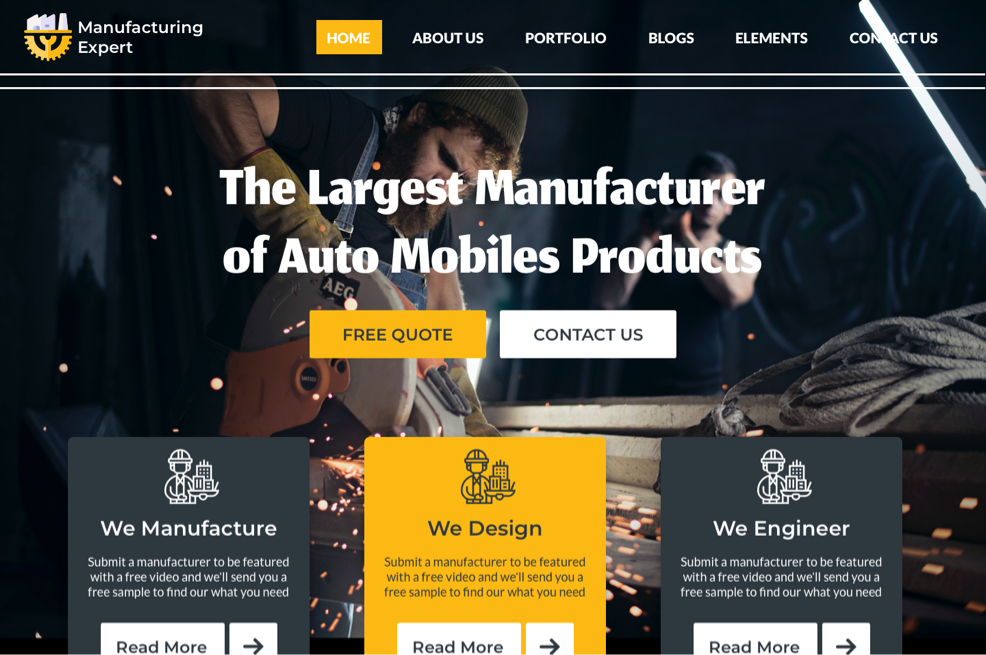 Manufacturing
Expert
HOME
ABOUT US
PORTFOLIO
BLOGS
ELEMENTS
CONTACT US
The Largest Manufacturer
of Auto Mobiles Products
AEG
FREE QUOTE
CONTACT US
We Manufacture
Submit a manufacturer to be featured
with a free video and we'll send you a
free sample to find our what you need
Read More
We Design
Submit a manufacturer to be featured
with a free video and we'll send you a
free sample to find our what you need
Read More
We Engineer
Submit a manufacturer to be featured
with a free video and we'll send you a
free sample to find our what you need
Read More